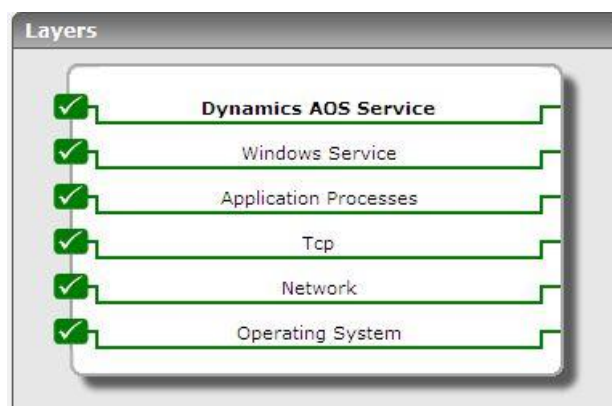 Layers
Dynamics AOS Service
Windows Service
Application Processes
Tcp
Network
Operating System